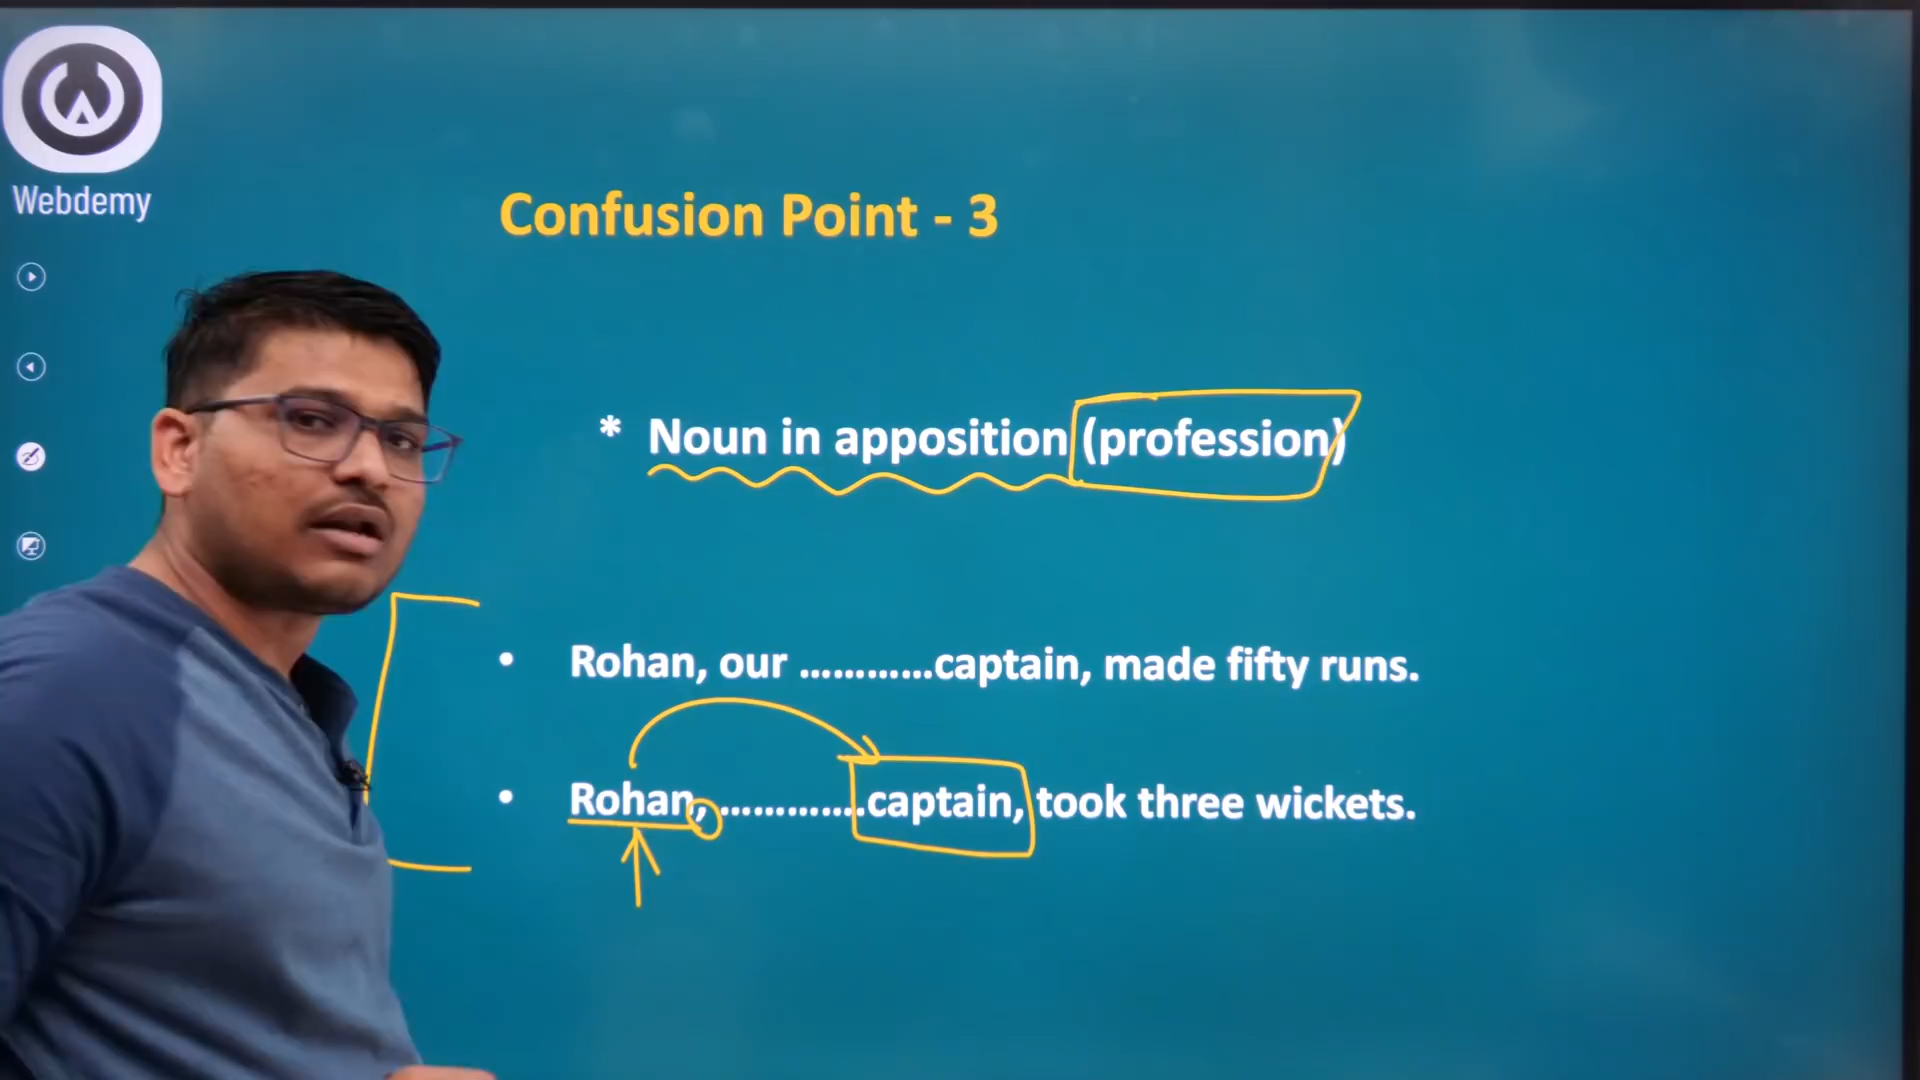 Webdemy
Confusion Point - 3
* Noun in apposition (profession)
• Rohan, our ............captain, made fifty runs.
• Rohan, .............captain, took three wickets.